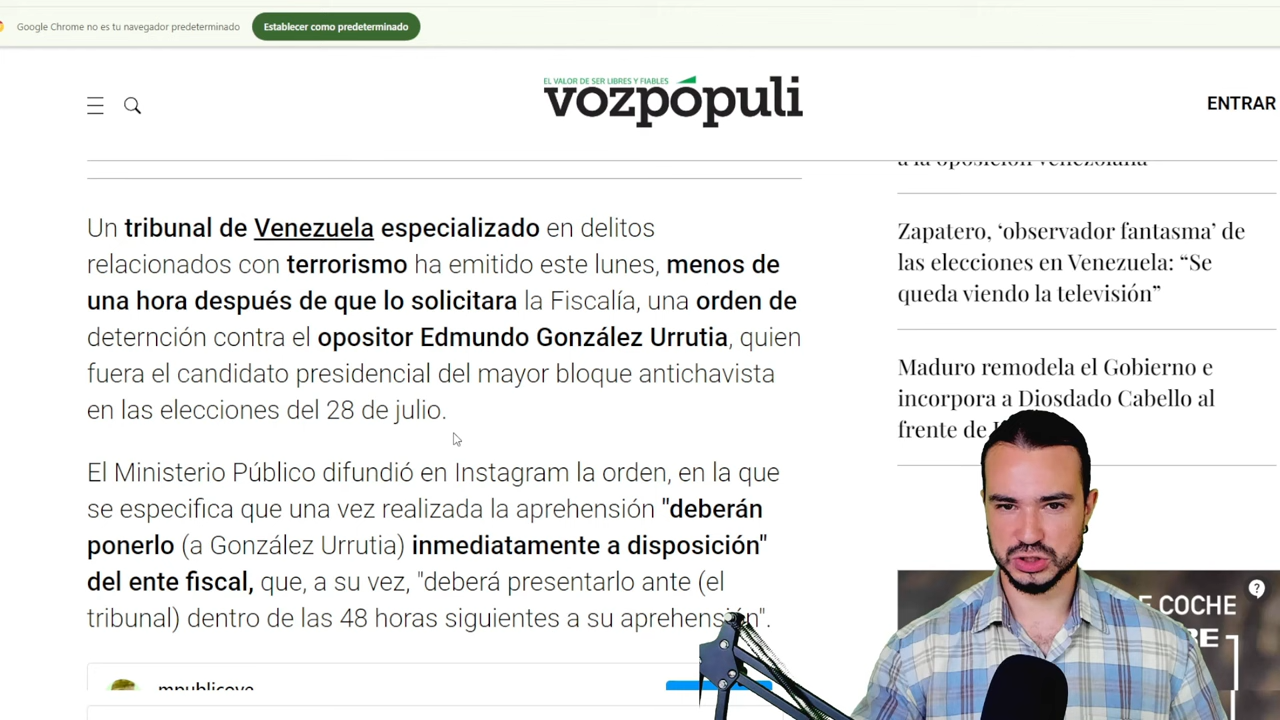 Google Chrome no es tu navegador predeterminado
Establecer como predeterminado
EL VALOR DE SER LIBRES Y FIABLES
vozpópuli
ENTRAR
Un tribunal de Venezuela especializado en delitos
relacionados con terrorismo ha emitido este lunes, menos de
una hora después de que lo solicitara la Fiscalía, una orden de
deternción contra el opositor Edmundo González Urrutia, quien
fuera el candidato presidencial del mayor bloque antichavista
en las elecciones del 28 de julio.
El Ministerio Público difundió en Instagram la orden, en la que
se especifica que una vez realizada la aprehensión "deberán
ponerlo (a González Urrutia) inmediatamente a disposición"
del ente fiscal, que, a su vez, "deberá presentarlo ante (el
tribunal) dentro de las 48 horas siguientes a su aprehensión".
mpublicove
a la oposición venezolana
Zapatero, ‘observador fantasma’ de
las elecciones en Venezuela: “Se
queda viendo la televisión”
Maduro remodela el Gobierno e
incorpora a Diosdado Cabello al
frente de
COCHE